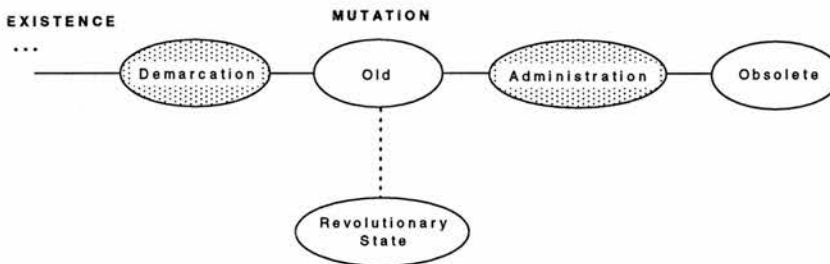 MUTATION
EXISTENCE
...
Demarcation
Old
Administration
Obsolete
Revolutionary
State